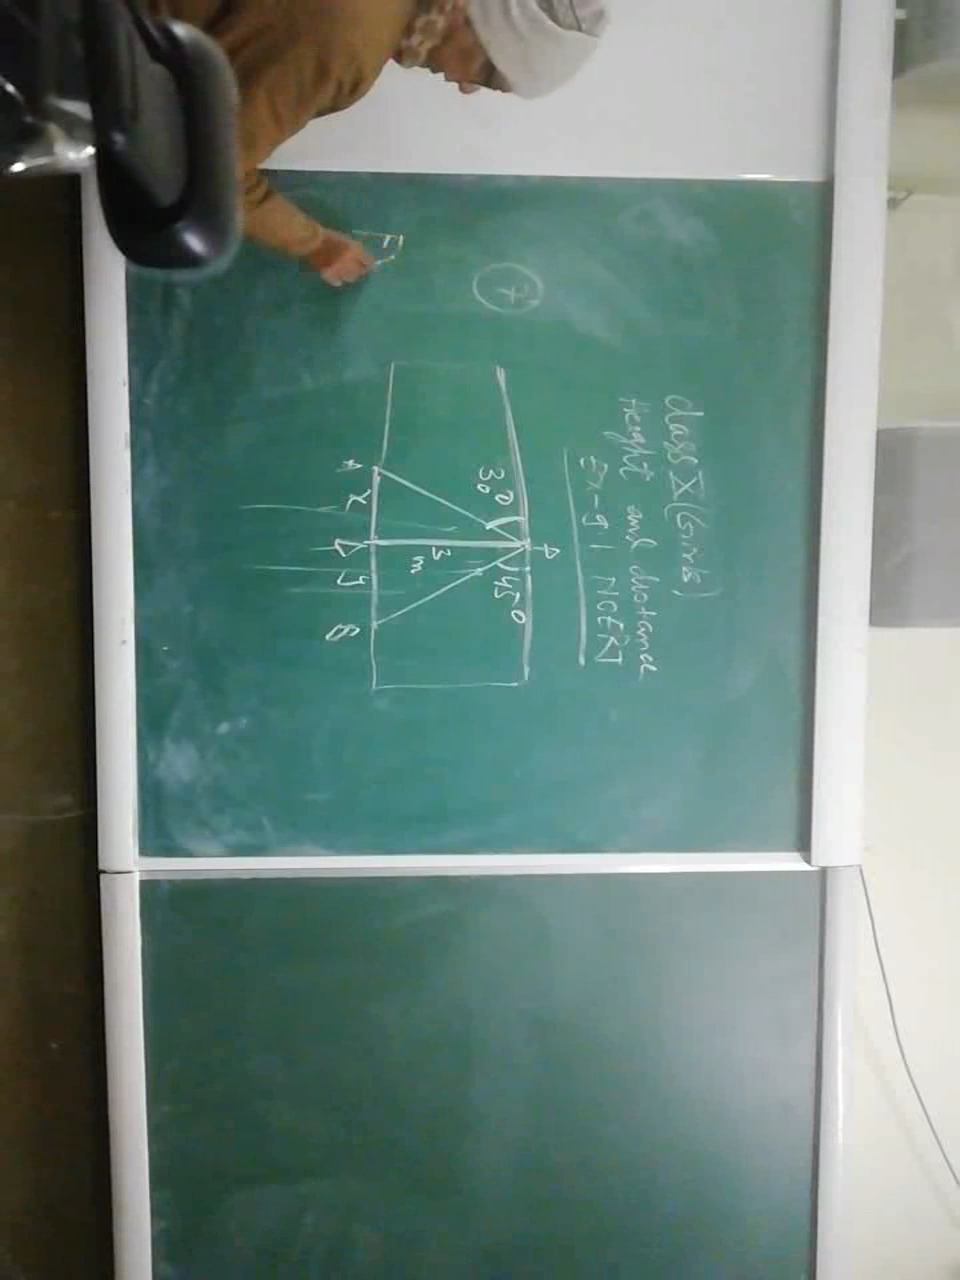 class X (Girls)
Height and distance
Ex-9.1 NCERT
7
30°
45°
3
m
A
x
D
y
B